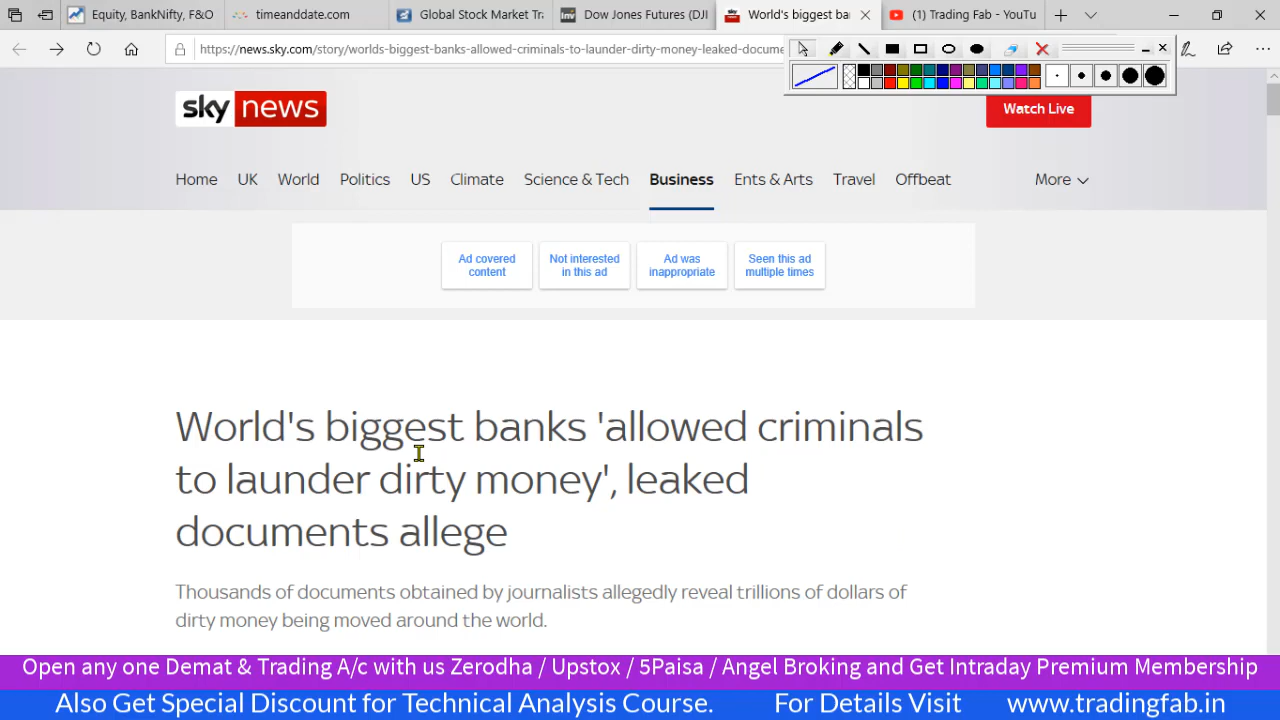 Equity, BankNifty, F&O
timeanddate.com
Global Stock Market Tr
Dow Jones Futures (DJI
World's biggest ba
(1) Trading Fab - YouTu
https://news.sky.com/story/worlds-biggest-banks-allowed-criminals-to-launder-dirty-money-leaked-docume
sky news
Watch Live
Home
UK
World
Politics
US
Climate
Science & Tech
Business
Ents & Arts
Travel
Offbeat
More
Ad covered
content
Not interested
in this ad
Ad was
inappropriate
Seen this ad
multiple times
World's biggest banks 'allowed criminals
to launder dirty money', leaked
documents allege
Thousands of documents obtained by journalists allegedly reveal trillions of dollars of
dirty money being moved around the world.
Open any one Demat & Trading A/c with us Zerodha / Upstox / 5Paisa / Angel Broking and Get Intraday Premium Membership
Also Get Special Discount for Technical Analysis Course. For Details Visit www.tradingfab.in